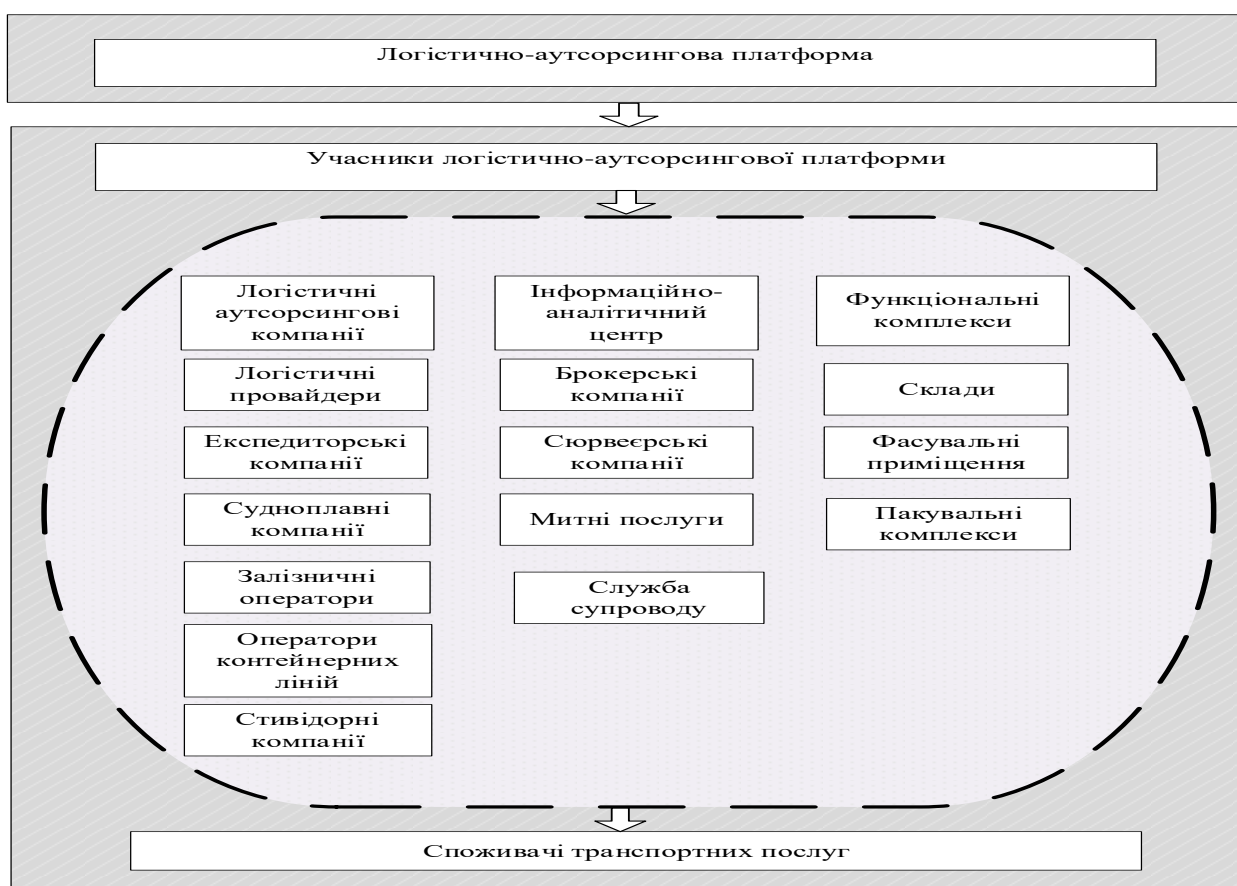 Логістично-аутсорсингова платформа
Учасники логістично-аутсорсингової платформи
Логістичні
аутсорсингові
компанії
Логістичні
провайдери
Експедиторські
компанії
Судноплавні
компанії
Залізничні
оператори
Оператори
контейнерних
ліній
Стивідорні
компанії
Інформаційно-
аналітичний
центр
Брокерські
компанії
Сюрвеєрські
компанії
Митні послуги
Служба
супроводу
Функціональні
комплекси
Склади
Фасувальні
приміщення
Пакувальні
комплекси
Споживачі транспортних послуг